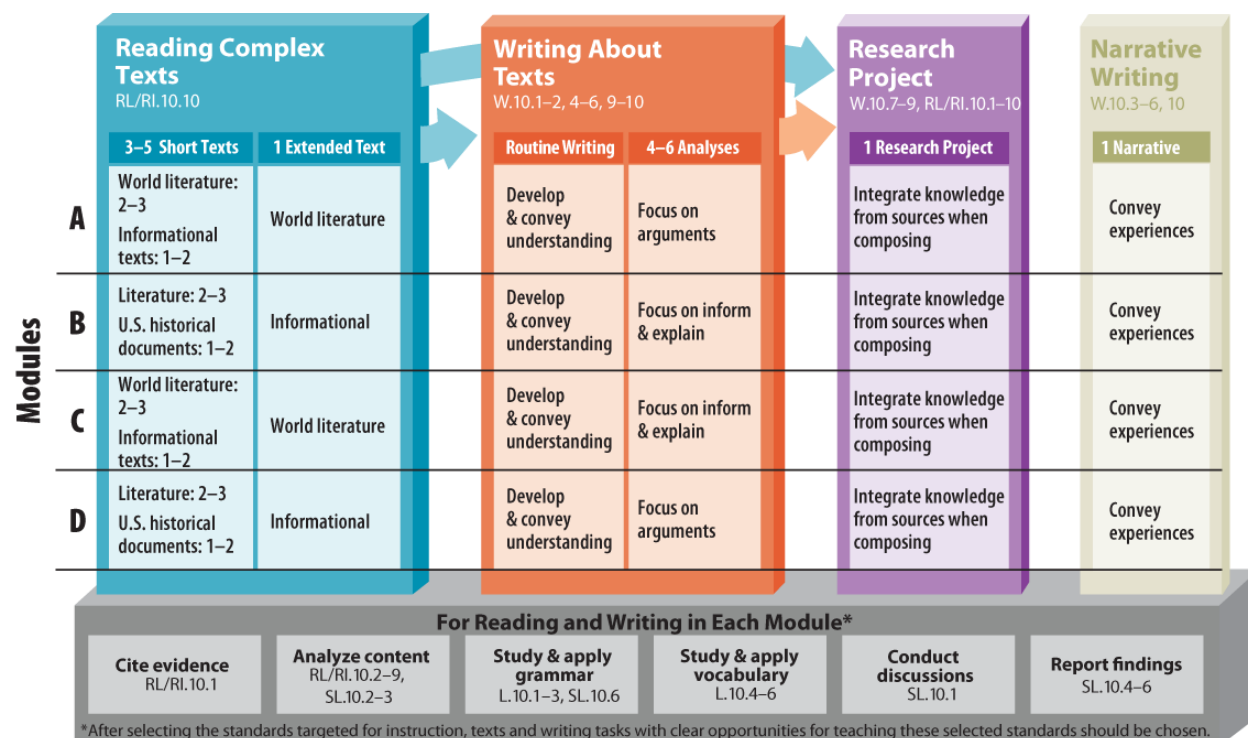 Reading Complex
Texts
RL/RI.10.10
Writing About
Texts
W.10.1–2, 4–6, 9–10
Research
Project
W.10.7–9, RL/RI.10.1–10
Narrative
Writing
W.10.3–6, 10
3–5 Short Texts
1 Extended Text
Routine Writing
4–6 Analyses
1 Research Project
1 Narrative
Modules
A
World literature:
2–3
Informational
texts: 1–2
World literature
Develop
& convey
understanding
Focus on
arguments
Integrate knowledge
from sources when
composing
Convey
experiences
B
Literature: 2–3
U.S. historical
documents: 1–2
Informational
Develop
& convey
understanding
Focus on inform
& explain
Integrate knowledge
from sources when
composing
Convey
experiences
C
World literature:
2–3
Informational
texts: 1–2
World literature
Develop
& convey
understanding
Focus on inform
& explain
Integrate knowledge
from sources when
composing
Convey
experiences
D
Literature: 2–3
U.S. historical
documents: 1–2
Informational
Develop
& convey
understanding
Focus on
arguments
Integrate knowledge
from sources when
composing
Convey
experiences
For Reading and Writing in Each Module*
Cite evidence
RL/RI.10.1
Analyze content
RL/RI.10.2–9,
SL.10.2–3
Study & apply
grammar
L.10.1–3, SL.10.6
Study & apply
vocabulary
L.10.4–6
Conduct
discussions
SL.10.1
Report findings
SL.10.4–6
*After selecting the standards targeted for instruction, texts and writing tasks with clear opportunities for teaching these selected standards should be chosen.